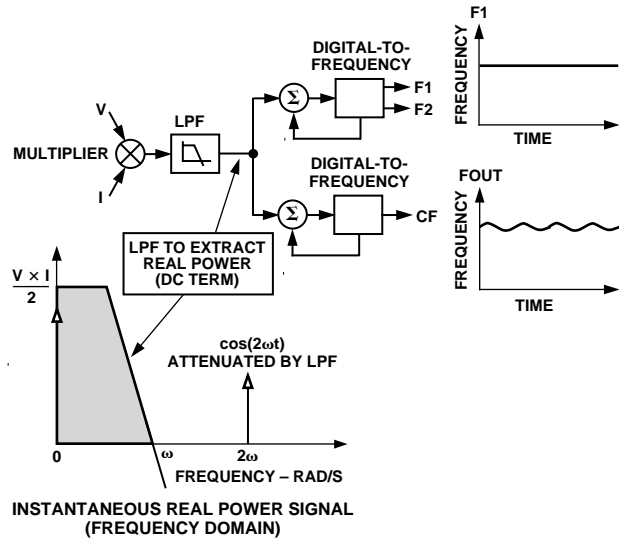 DIGITAL-TO-
FREQUENCY
F1
F2
V
LPF
Σ
MULTIPLIER
I
DIGITAL-TO-
FREQUENCY
Σ
CF
F1
FREQUENCY
TIME
FOUT
FREQUENCY
TIME
LPF TO EXTRACT
REAL POWER
(DC TERM)
V × I
2
cos(2ωt)
ATTENUATED BY LPF
0
ω
2ω
FREQUENCY – RAD/S
INSTANTANEOUS REAL POWER SIGNAL
(FREQUENCY DOMAIN)